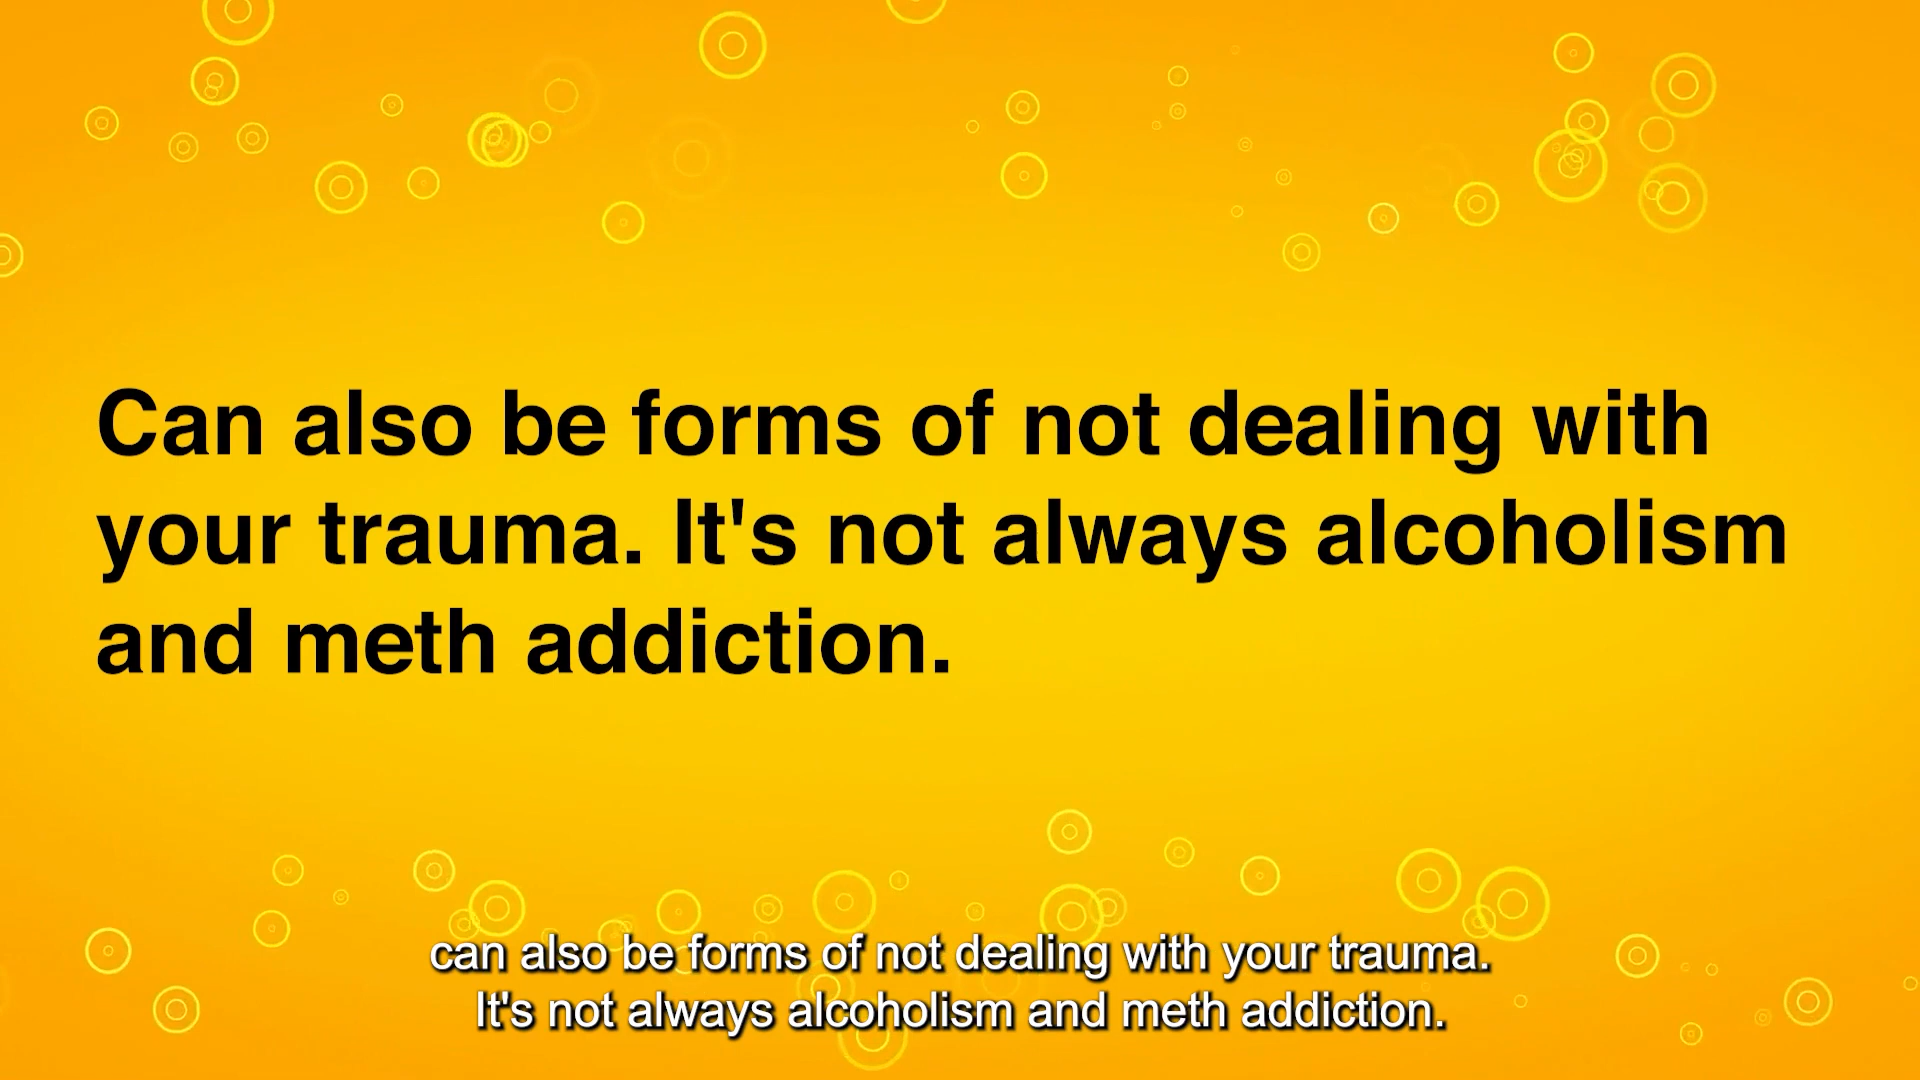 Can also be forms of not dealing with
your trauma. It's not always alcoholism
and meth addiction.
can also be forms of not dealing with your trauma.
It's not always alcoholism and meth addiction.